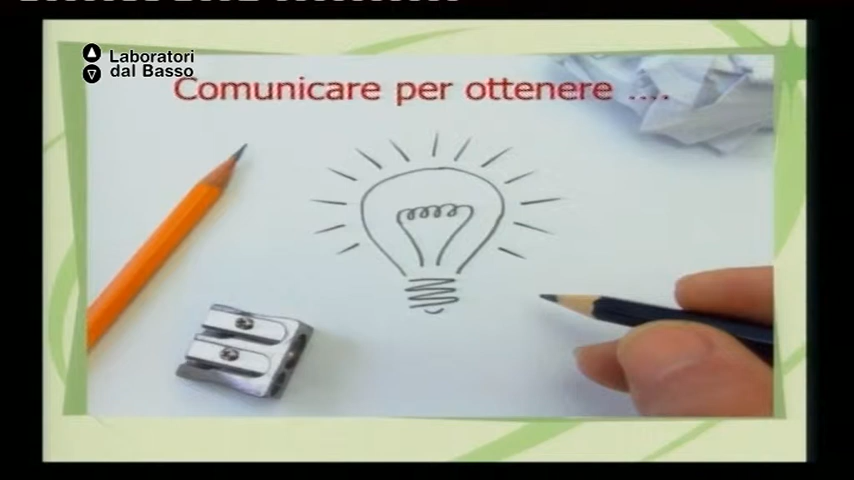 Laboratori
dal Basso
Comunicare per ottenere ....